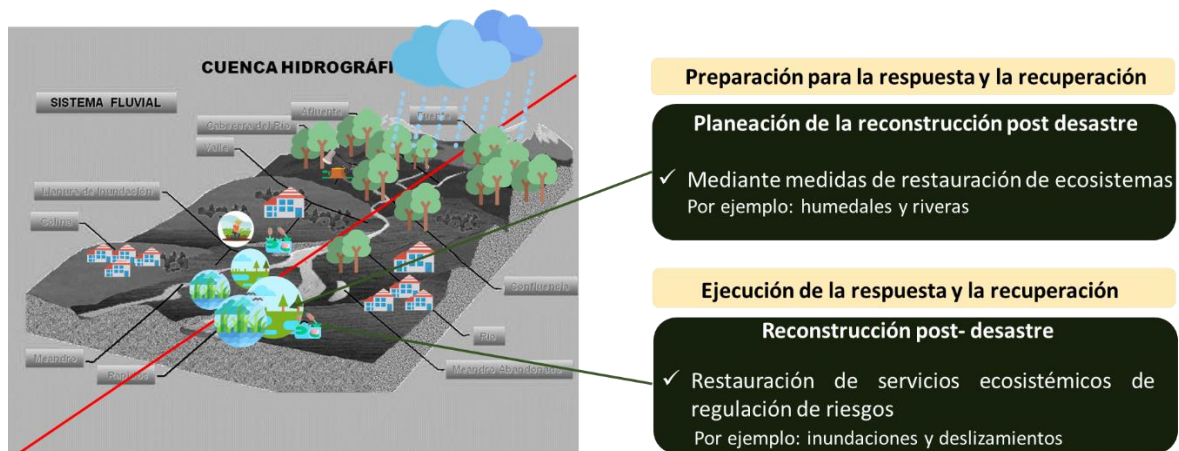 CUENCA HIDROGRÁFI
SISTEMA FLUVIAL
Afluente
Cabecera del Río
Valle
Llanura de Inundación
Colina
Confluencia
Río
Meandro
Rápidos
Meandro Abandonado
Preparación para la respuesta y la recuperación
Planeación de la reconstrucción post desastre
✓ Mediante medidas de restauración de ecosistemas
Por ejemplo: humedales y riveras
Ejecución de la respuesta y la recuperación
Reconstrucción post- desastre
✓ Restauración de servicios ecosistémicos de
regulación de riesgos
Por ejemplo: inundaciones y deslizamientos